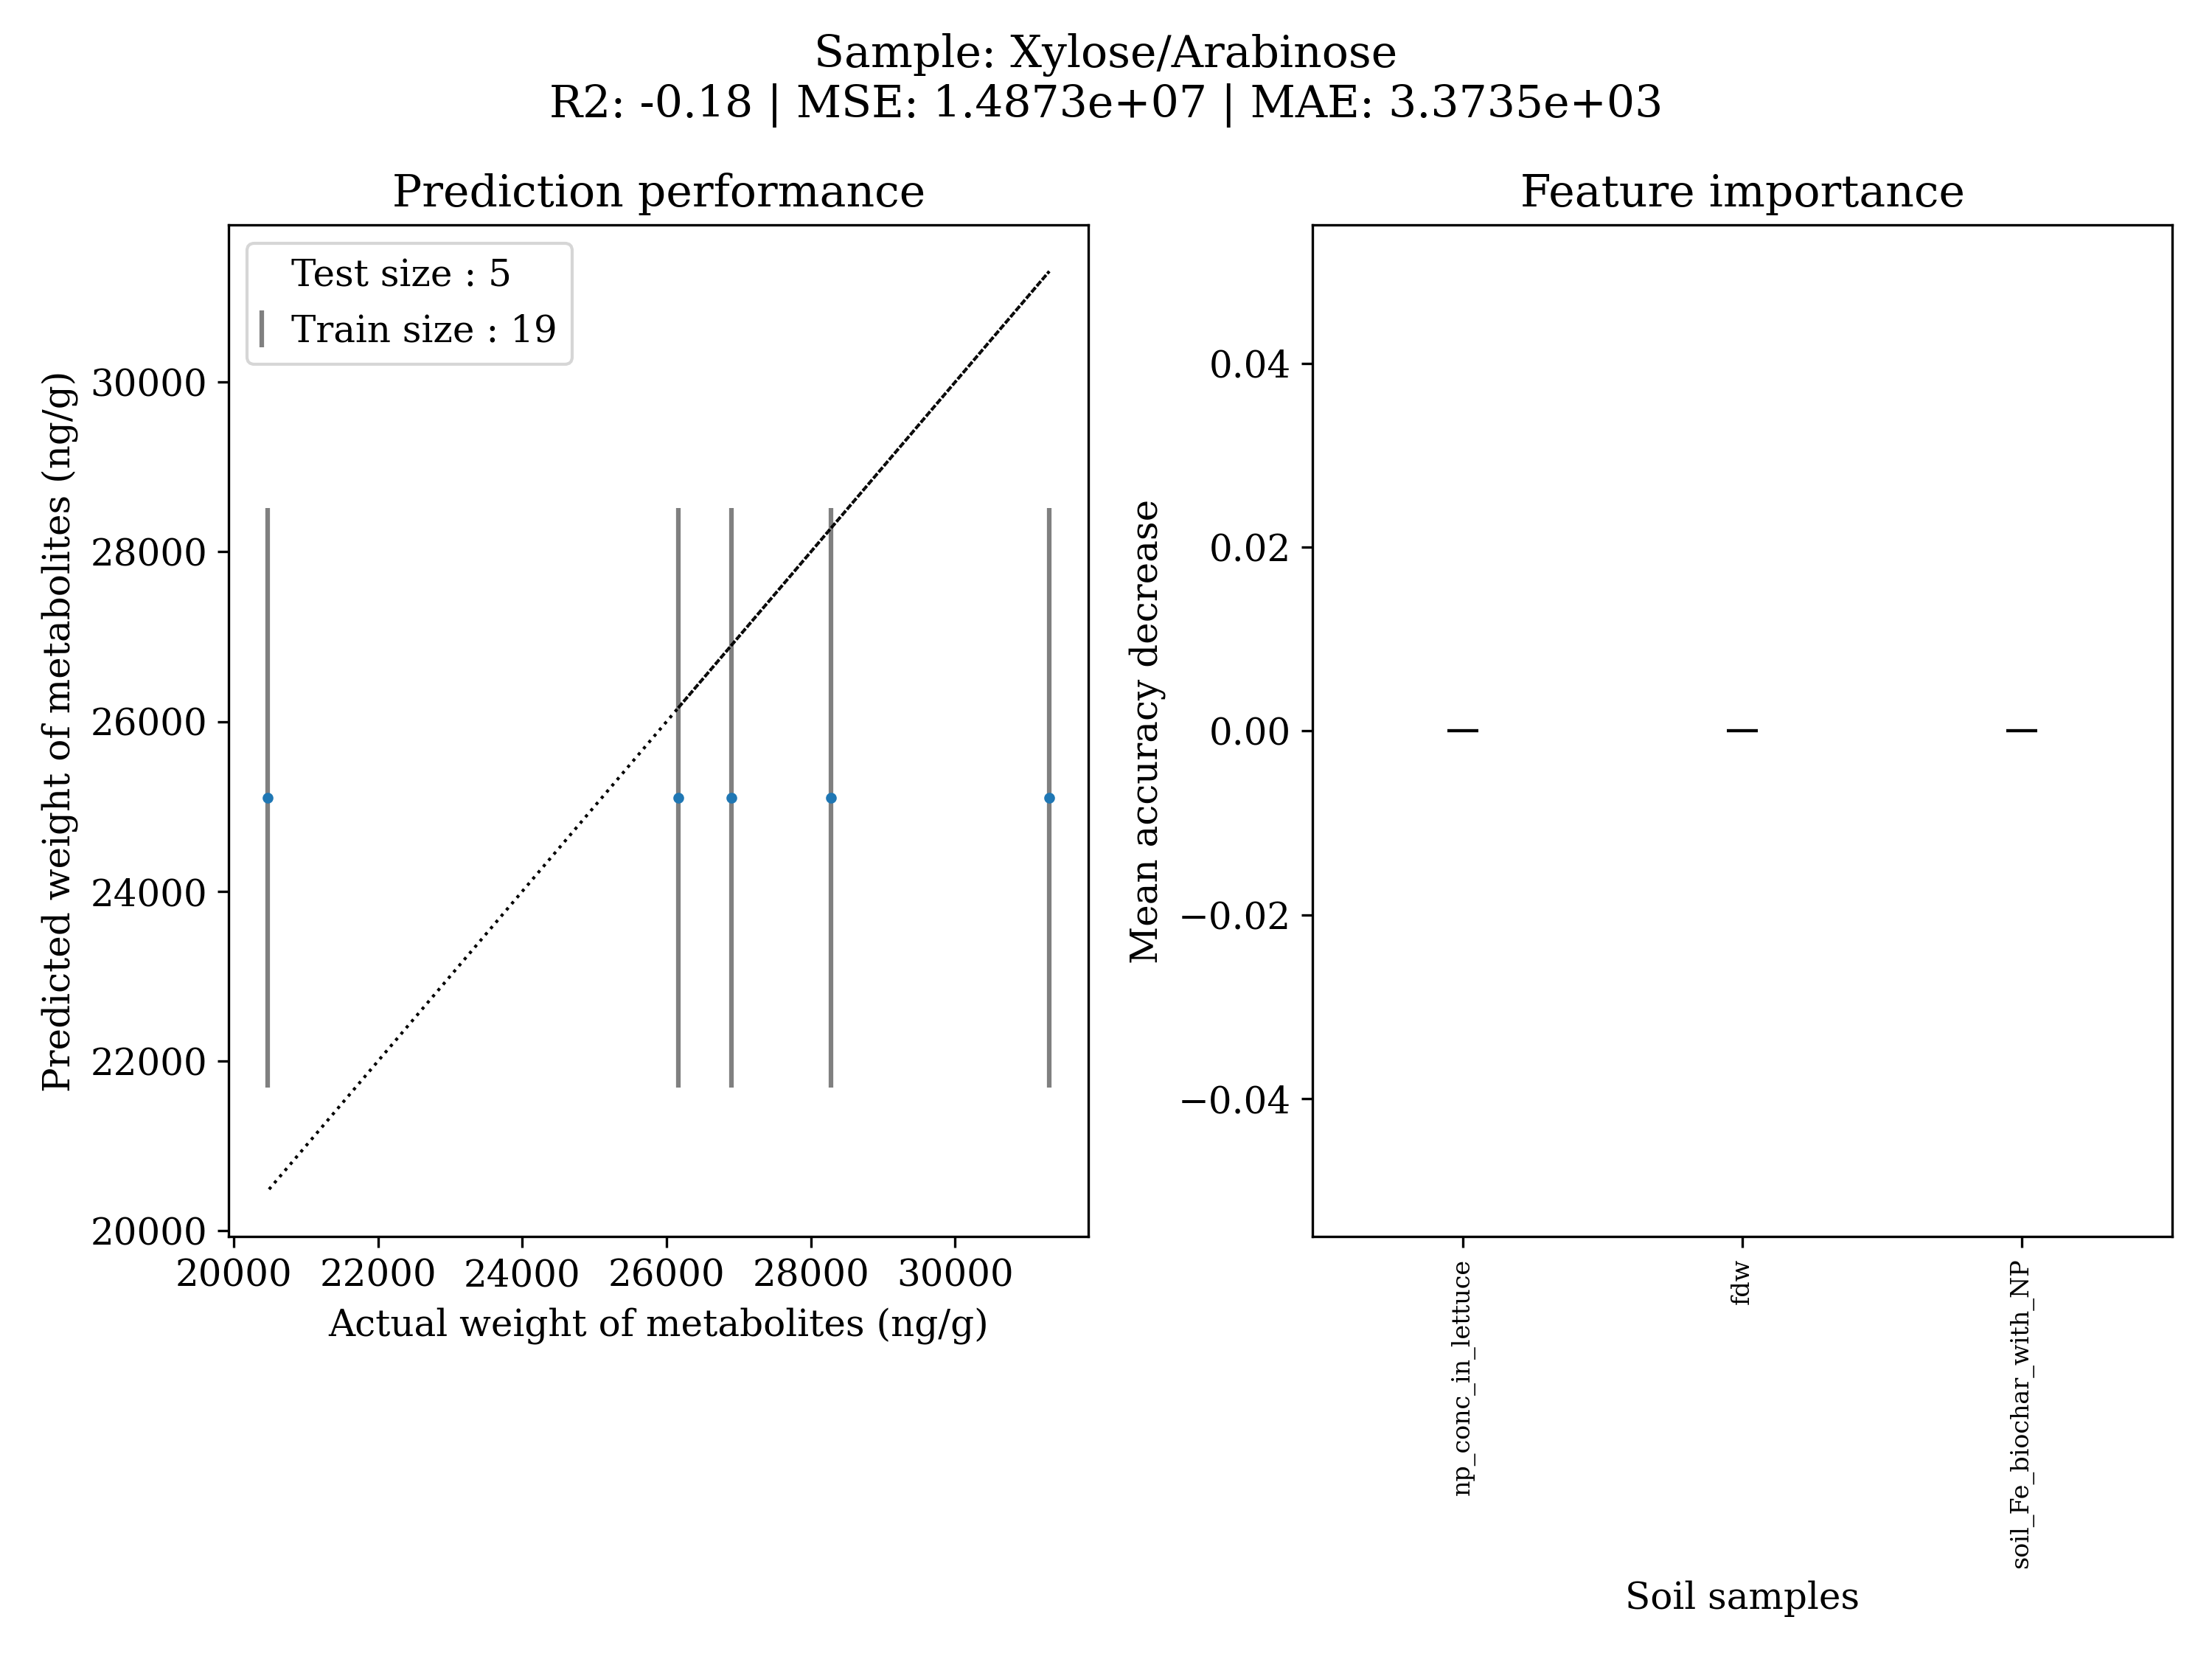 Sample: Xylose/Arabinose
R2: -0.18 | MSE: 1.4873e+07 | MAE: 3.3735e+03
Prediction performance
Test size : 5
Train size : 19
Predicted weight of metabolites (ng/g)
30000
28000
26000
24000
22000
20000
20000 22000 24000 26000 28000 30000
Actual weight of metabolites (ng/g)
Feature importance
Mean accuracy decrease
0.04
0.02
0.00
−0.02
−0.04
np_conc_in_lettuce
fdw
soil_Fe_biochar_with_NP
Soil samples